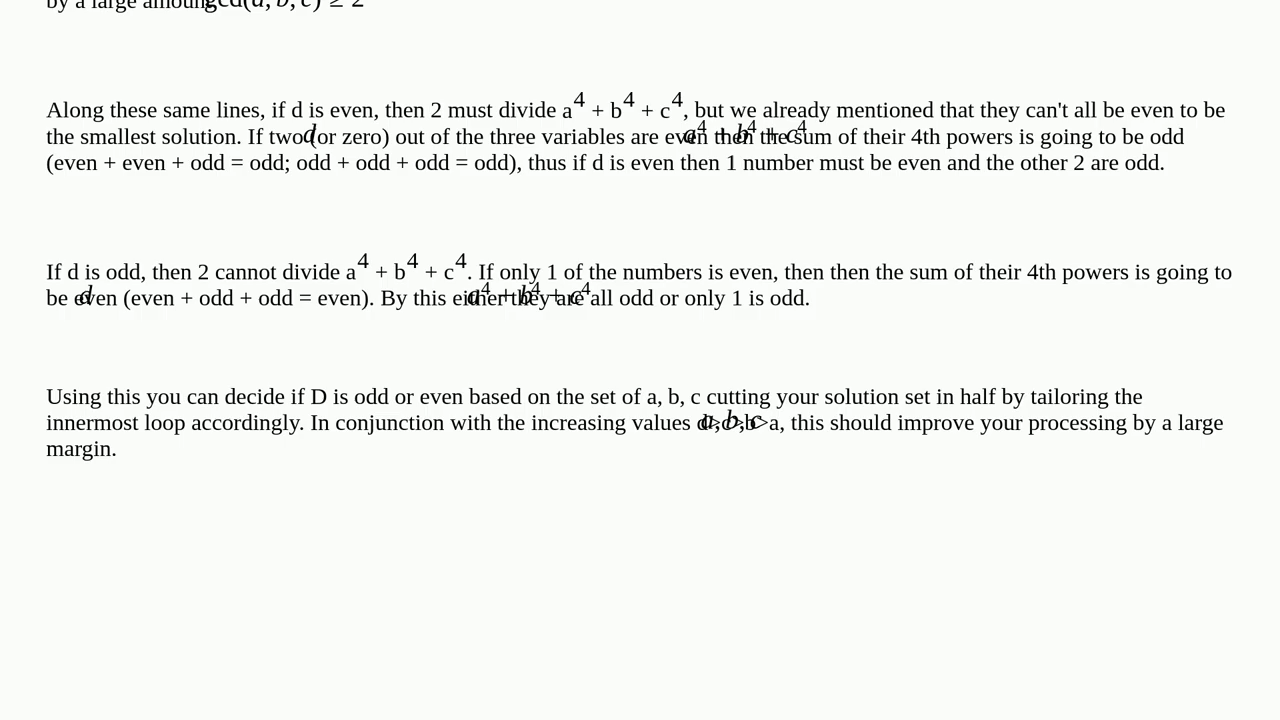 by a large amount gcd(a, b, c) ≥ 2
Along these same lines, if d is even, then 2 must divide a⁴ + b⁴ + c⁴, but we already mentioned that they can't all be even to be
the smallest solution. If two d (or zero) out of the three variables are even then the a⁴ + b⁴ + c⁴ sum of their 4th powers is going to be odd
(even + even + odd = odd; odd + odd + odd = odd), thus if d is even then 1 number must be even and the other 2 are odd.
If d is odd, then 2 cannot divide a⁴ + b⁴ + c⁴. If only 1 of the numbers is even, then then the sum of their 4th powers is going to
be even d (even + odd + odd = even). By this either they are a⁴ + b⁴ + c⁴ all odd or only 1 is odd.
Using this you can decide if D is odd or even based on the set of a, b, c cutting your solution set in half by tailoring the
innermost loop accordingly. In conjunction with the increasing values d>c>b>a, a, b, c this should improve your processing by a large
margin.